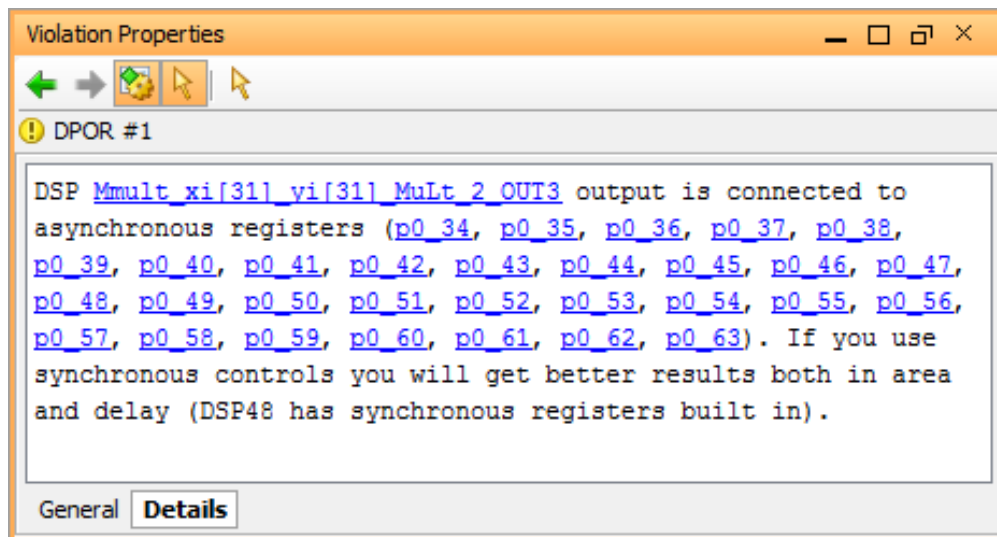 Violation Properties
DPOR #1
DSP Mmult_xi[31]_yi[31]_MuLt_2_OUT3 output is connected to
asynchronous registers (p0_34, p0_35, p0_36, p0_37, p0_38,
p0_39, p0_40, p0_41, p0_42, p0_43, p0_44, p0_45, p0_46, p0_47,
p0_48, p0_49, p0_50, p0_51, p0_52, p0_53, p0_54, p0_55, p0_56,
p0_57, p0_58, p0_59, p0_60, p0_61, p0_62, p0_63). If you use
synchronous controls you will get better results both in area
and delay (DSP48 has synchronous registers built in).
General Details